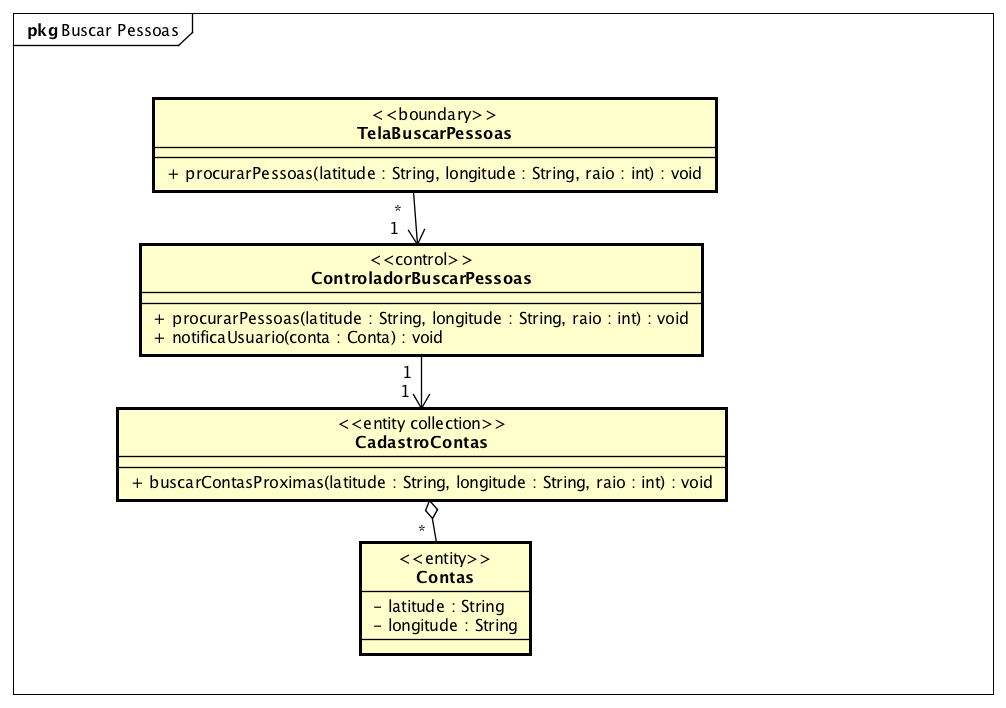 pkg Buscar Pessoas
<<boundary>>
TelaBuscarPessoas
+ procurarPessoas(latitude : String, longitude : String, raio : int) : void
*
1
<<control>>
ControladorBuscarPessoas
+ procurarPessoas(latitude : String, longitude : String, raio : int) : void
+ notificaUsuario(conta : Conta) : void
1
1
<<entity collection>>
CadastroContas
+ buscarContasProximas(latitude : String, longitude : String, raio : int) : void
*
<<entity>>
Contas
- latitude : String
- longitude : String